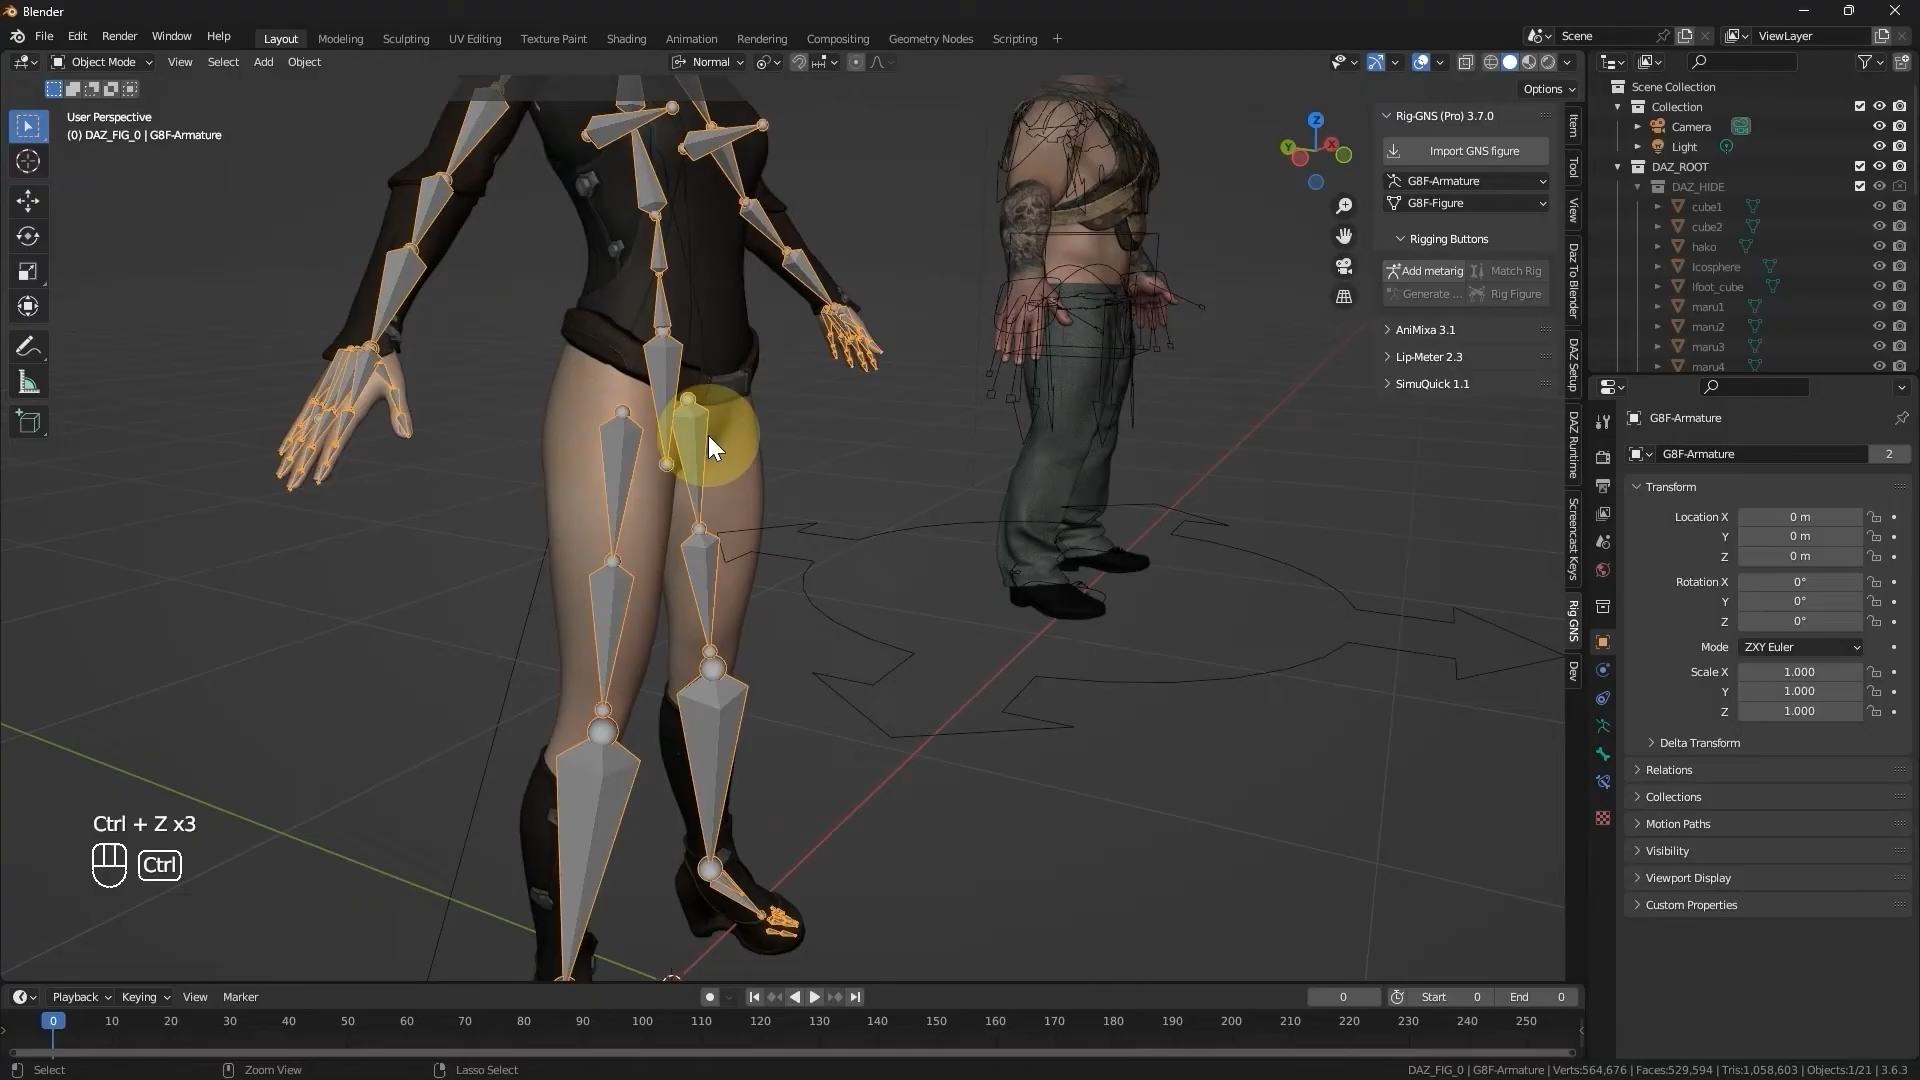 Blender
File Edit Render Window Help
Layout Modeling Sculpting UV Editing Texture Paint Shading Animation Rendering Compositing Geometry Nodes Scripting +
Scene
ViewLayer
Object Mode View Select Add Object
Normal
Options
User Perspective
(0) DAZ_FIG_0 | G8F-Armature
Z
Y
X
Rig-GNS (Pro) 3.7.0
Import GNS figure
G8F-Armature
G8F-Figure
Rigging Buttons
Add metarig Match Rig
Generate ... Rig Figure
AniMixa 3.1
Lip-Meter 2.3
SimuQuick 1.1
Item
Tool
View
Daz To Blender
DAZ Setup
DAZ Runtime
Screencast Keys
Rig GNS
Dev
Scene Collection
Collection
Camera
Light
DAZ_ROOT
DAZ_HIDE
cube1
cube2
hako
Icosphere
lfoot_cube
maru1
maru2
maru3
maru4
G8F-Armature
G8F-Armature 2
Transform
Location X 0 m
Y 0 m
Z 0 m
Rotation X 0°
Y 0°
Z 0°
Mode ZXY Euler
Scale X 1.000
Y 1.000
Z 1.000
Delta Transform
Relations
Collections
Motion Paths
Visibility
Viewport Display
Custom Properties
Ctrl + Z x3
Ctrl
Playback Keying View Marker
0 Start 0 End 0
0 10 20 30 40 50 60 70 80 90 100 110 120 130 140 150 160 170 180 190 200 210 220 230 240 250
Select Zoom View Lasso Select
DAZ_FIG_0 | G8F-Armature | Verts:564,676 | Faces:529,594 | Tris:1,058,603 | Objects:1/21 | 3.6.3